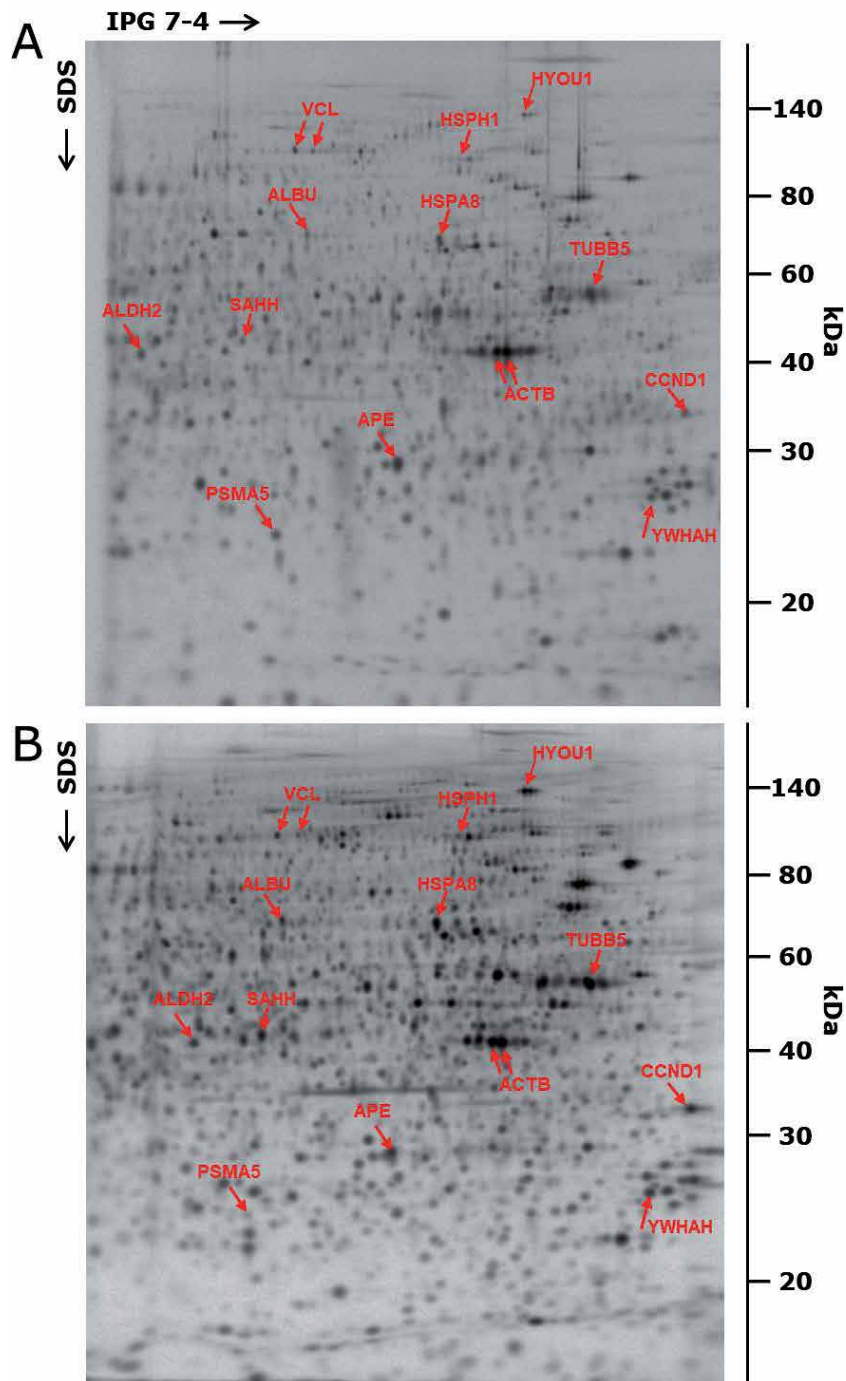 IPG 7-4 →
A
← SDS
HYOU1
VCL
HSPH1
140
ALBU
HSPA8
80
TUBB5
60
ALDH2
SAHH
kDa
40
CCND1
ACTB
APE
30
PSMA5
YWHAH
20
B
← SDS
HYOU1
VCL
HSPH1
140
ALBU
HSPA8
80
TUBB5
60
ALDH2
SAHH
kDa
40
ACTB
CCND1
APE
30
PSMA5
YWHAH
20